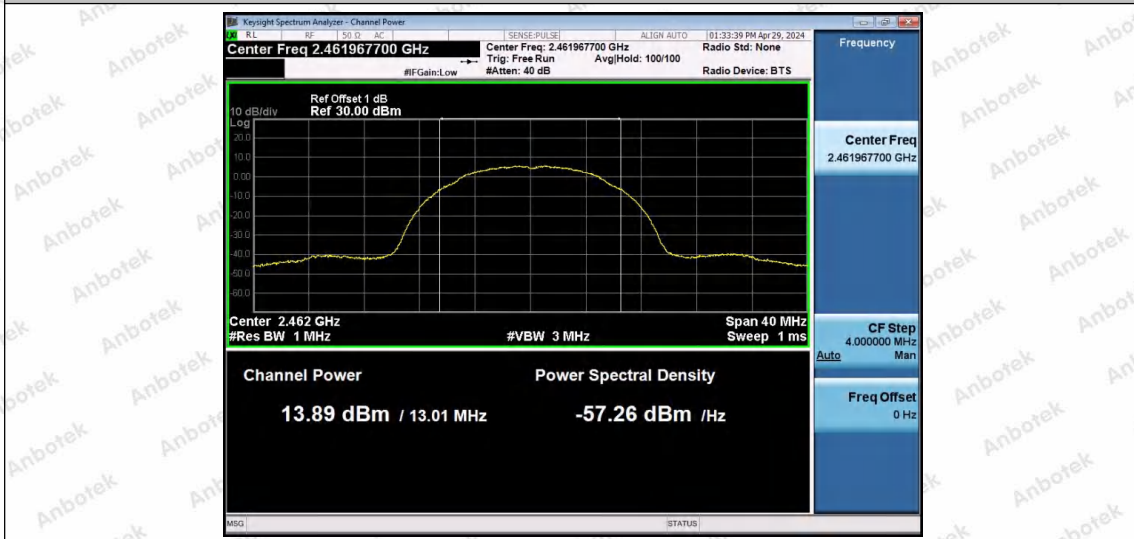 Keysight Spectrum Analyzer - Channel Power
LXI RL RF 50 Ω AC SENSE:PULSE ALIGN AUTO 01:33:39 PM Apr 29, 2024
Center Freq 2.461967700 GHz
Center Freq: 2.461967700 GHz Radio Std: None
Trig: Free Run Avg|Hold: 100/100
#IFGain:Low #Atten: 40 dB Radio Device: BTS
Ref Offset 1 dB
10 dB/div Ref 30.00 dBm
Log
20.0
10.0
0.00
-10.0
-20.0
-30.0
-40.0
-50.0
-60.0
Center 2.462 GHz Span 40 MHz
#Res BW 1 MHz #VBW 3 MHz Sweep 1 ms
Channel Power Power Spectral Density
13.89 dBm / 13.01 MHz -57.26 dBm /Hz
MSG STATUS
Frequency
Center Freq
2.461967700 GHz
CF Step
4.000000 MHz
Auto Man
Freq Offset
0 Hz
Anbotek